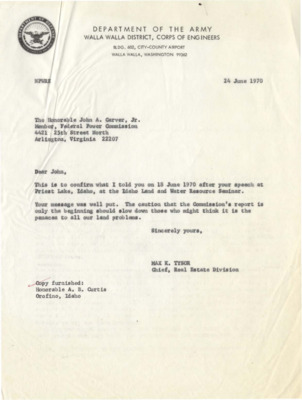 DEPARTMENT OF THE ARMY
WALLA WALLA DISTRICT, CORPS OF ENGINEERS
BLDG. 602, CITY-COUNTY AIRPORT
WALLA WALLA, WASHINGTON 99362
NPWRE
24 June 1970
The Honorable John A. Carver, Jr.
Member, Federal Power Commission
4421 33th Street North
Arlington, Virginia 22207
Dear John,
This is to confirm what I told you on 18 June 1970 after your speech at
Priest Lake, Idaho, at the Idaho Land and Water Resource Seminar.
Your message was well put. The caution that the Commission's report is
only the beginning should slow down those who might think it is the
panacea to all our land problems.
Sincerely yours,
MAX K. TYSOR
Chief, Real Estate Division
Copy furnished:
Honorable A. B. Curtis
Orofino, Idaho